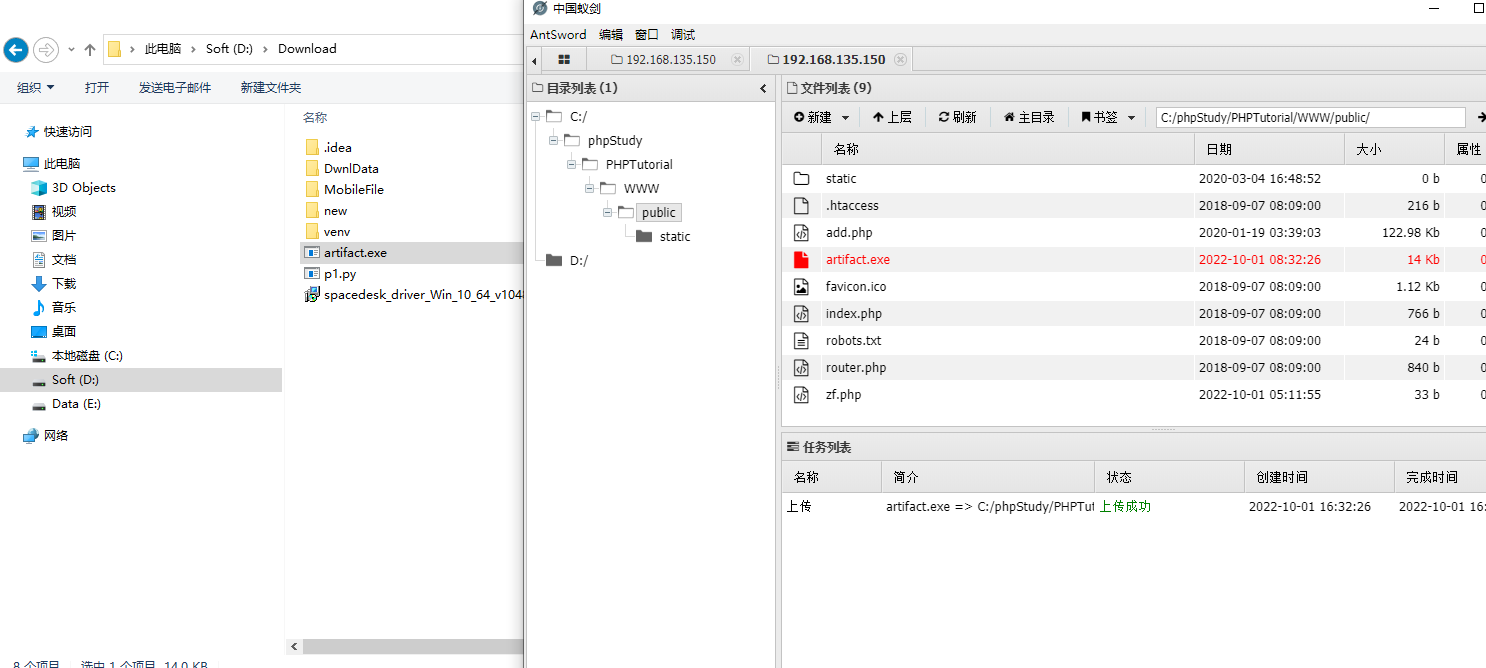 此电脑 › Soft (D:) › Download
组织 打开 发送电子邮件 新建文件夹
快速访问
此电脑
3D Objects
视频
图片
文档
下载
音乐
桌面
本地磁盘 (C:)
Soft (D:)
Data (E:)
网络
名称
.idea
DwnlData
MobileFile
new
venv
artifact.exe
p1.py
spacedesk_driver_Win_10_64_v1048
中国蚁剑
AntSword 编辑 窗口 调试
192.168.135.150 192.168.135.150
目录列表 (1)
C:/
phpStudy
PHPTutorial
WWW
public
static
D:/
文件列表 (9)
新建 上层 刷新 主目录 书签 C:/phpStudy/PHPTutorial/WWW/public/
名称 日期 大小 属性
static 2020-03-04 16:48:52 0 b 0
.htaccess 2018-09-07 08:09:00 216 b 0
add.php 2020-01-19 03:39:03 122.98 Kb 0
artifact.exe 2022-10-01 08:32:26 14 Kb 0
favicon.ico 2018-09-07 08:09:00 1.12 Kb 0
index.php 2018-09-07 08:09:00 766 b 0
robots.txt 2018-09-07 08:09:00 24 b 0
router.php 2018-09-07 08:09:00 840 b 0
zf.php 2022-10-01 05:11:55 33 b 0
任务列表
名称 简介 状态 创建时间 完成时间
上传 artifact.exe => C:/phpStudy/PHPTut 上传成功 2022-10-01 16:32:26 2022-10-01 16:
8 个项目 选中 1 个项目 14.0 KB